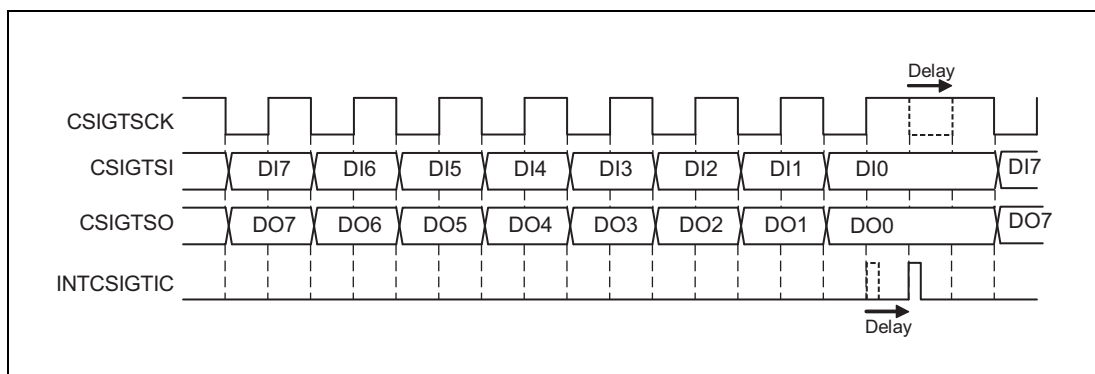 Delay
CSIGTSCK
CSIGTSI DI7 DI6 DI5 DI4 DI3 DI2 DI1 DI0 DI7
CSIGTSO DO7 DO6 DO5 DO4 DO3 DO2 DO1 DO0 DO7
INTCSIGTIC
Delay